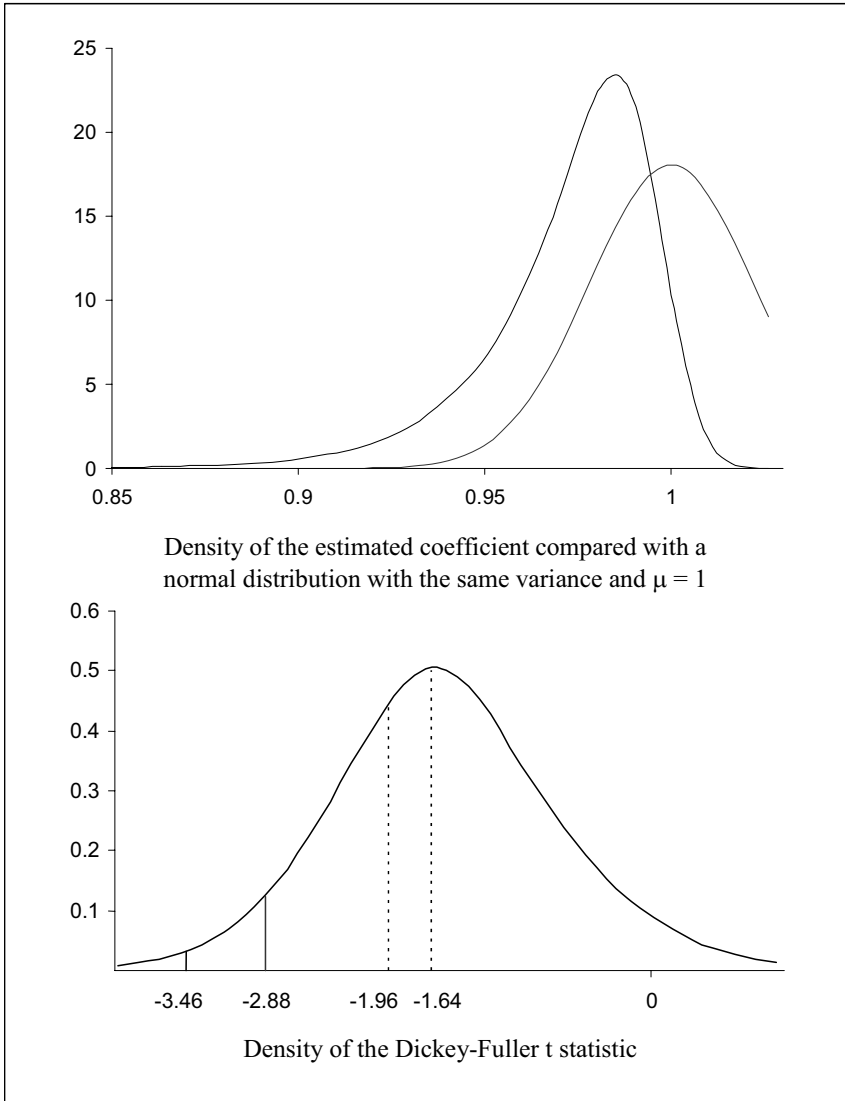 25
20
15
10
5
0
0.85 0.9 0.95 1
Density of the estimated coefficient compared with a
normal distribution with the same variance and μ = 1
0.6
0.5
0.4
0.3
0.2
0.1
-3.46 -2.88 -1.96 -1.64 0
Density of the Dickey-Fuller t statistic